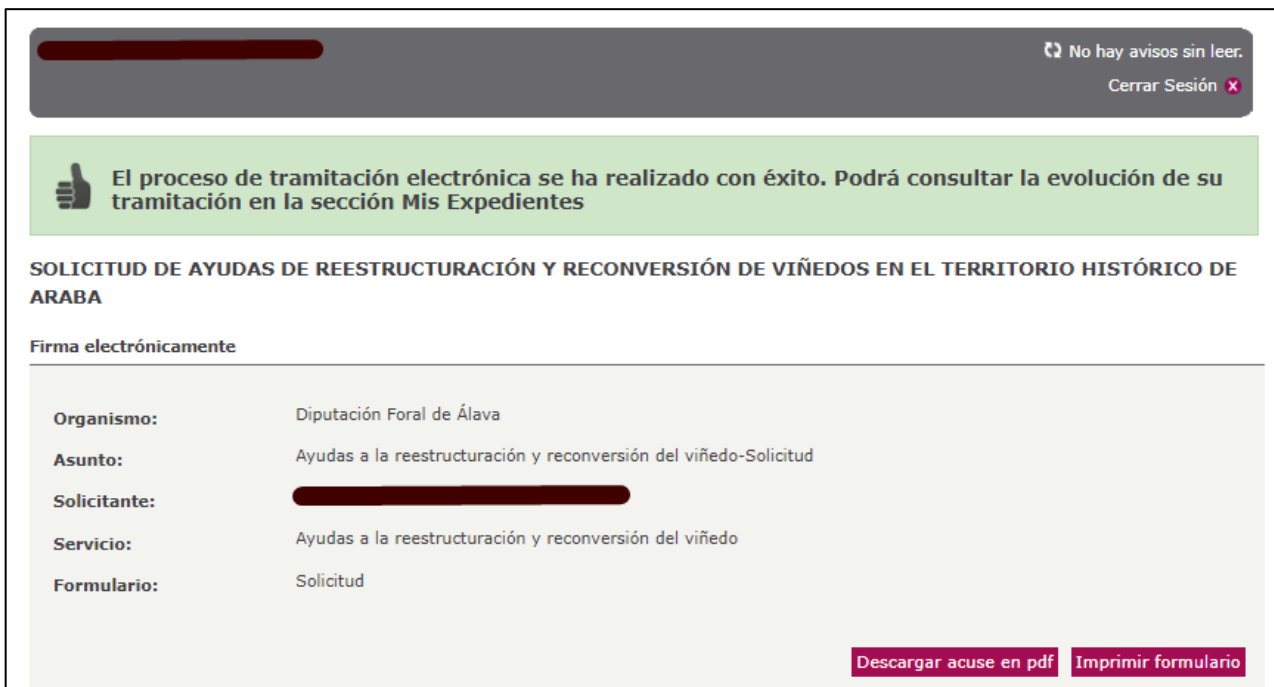 No hay avisos sin leer.
Cerrar Sesión
El proceso de tramitación electrónica se ha realizado con éxito. Podrá consultar la evolución de su
tramitación en la sección Mis Expedientes
SOLICITUD DE AYUDAS DE REESTRUCTURACIÓN Y RECONVERSIÓN DE VIÑEDOS EN EL TERRITORIO HISTÓRICO DE
ARABA
Firma electrónicamente
Organismo: Diputación Foral de Álava
Asunto: Ayudas a la reestructuración y reconversión del viñedo-Solicitud
Solicitante:
Servicio: Ayudas a la reestructuración y reconversión del viñedo
Formulario: Solicitud
Descargar acuse en pdf Imprimir formulario